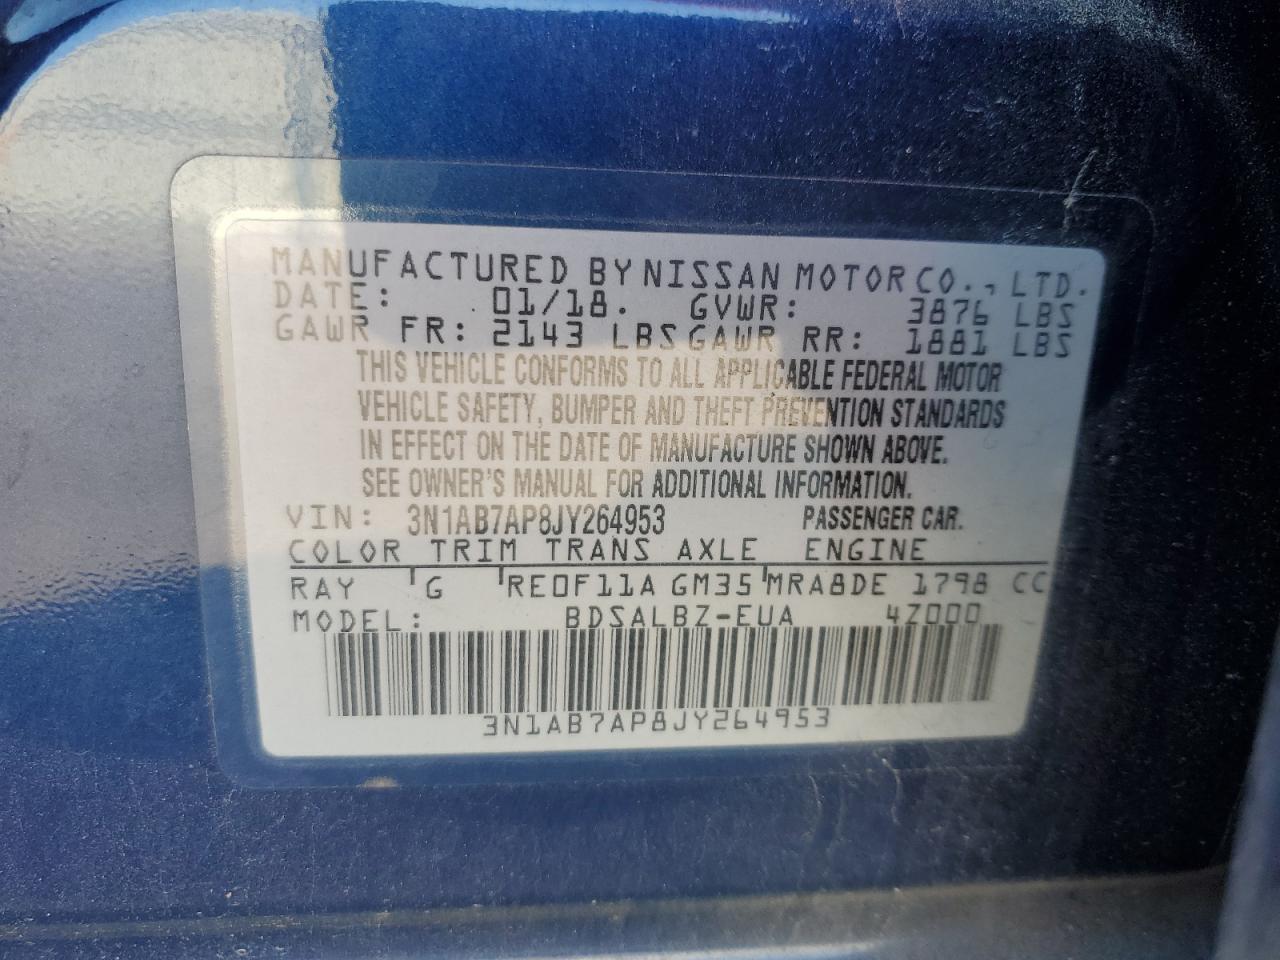 MANUFACTURED BY NISSAN MOTOR CO., LTD.
DATE: 01/18. GVWR: 3876 LBS
GAWR FR: 2143 LBS GAWR RR: 1881 LBS
THIS VEHICLE CONFORMS TO ALL APPLICABLE FEDERAL MOTOR
VEHICLE SAFETY, BUMPER AND THEFT PREVENTION STANDARDS
IN EFFECT ON THE DATE OF MANUFACTURE SHOWN ABOVE.
SEE OWNER'S MANUAL FOR ADDITIONAL INFORMATION.
VIN: 3N1AB7AP8JY264953 PASSENGER CAR.
COLOR TRIM TRANS AXLE ENGINE
RAY G RE0F11A GM35 MRA8DE 1798 CC
MODEL: BDSALBZ-EUA 4Z000
3N1AB7AP8JY264953